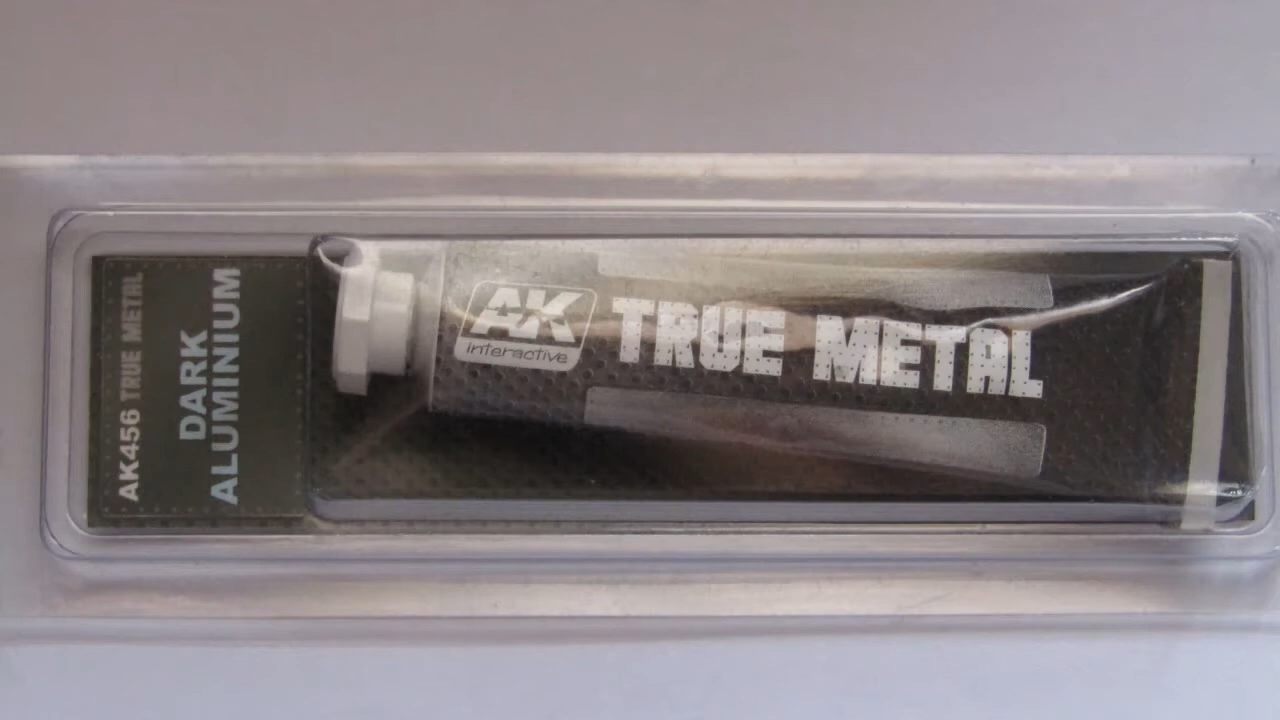 AK456 TRUE METAL
DARK
ALUMINIUM
AK
interactive
TRUE METAL